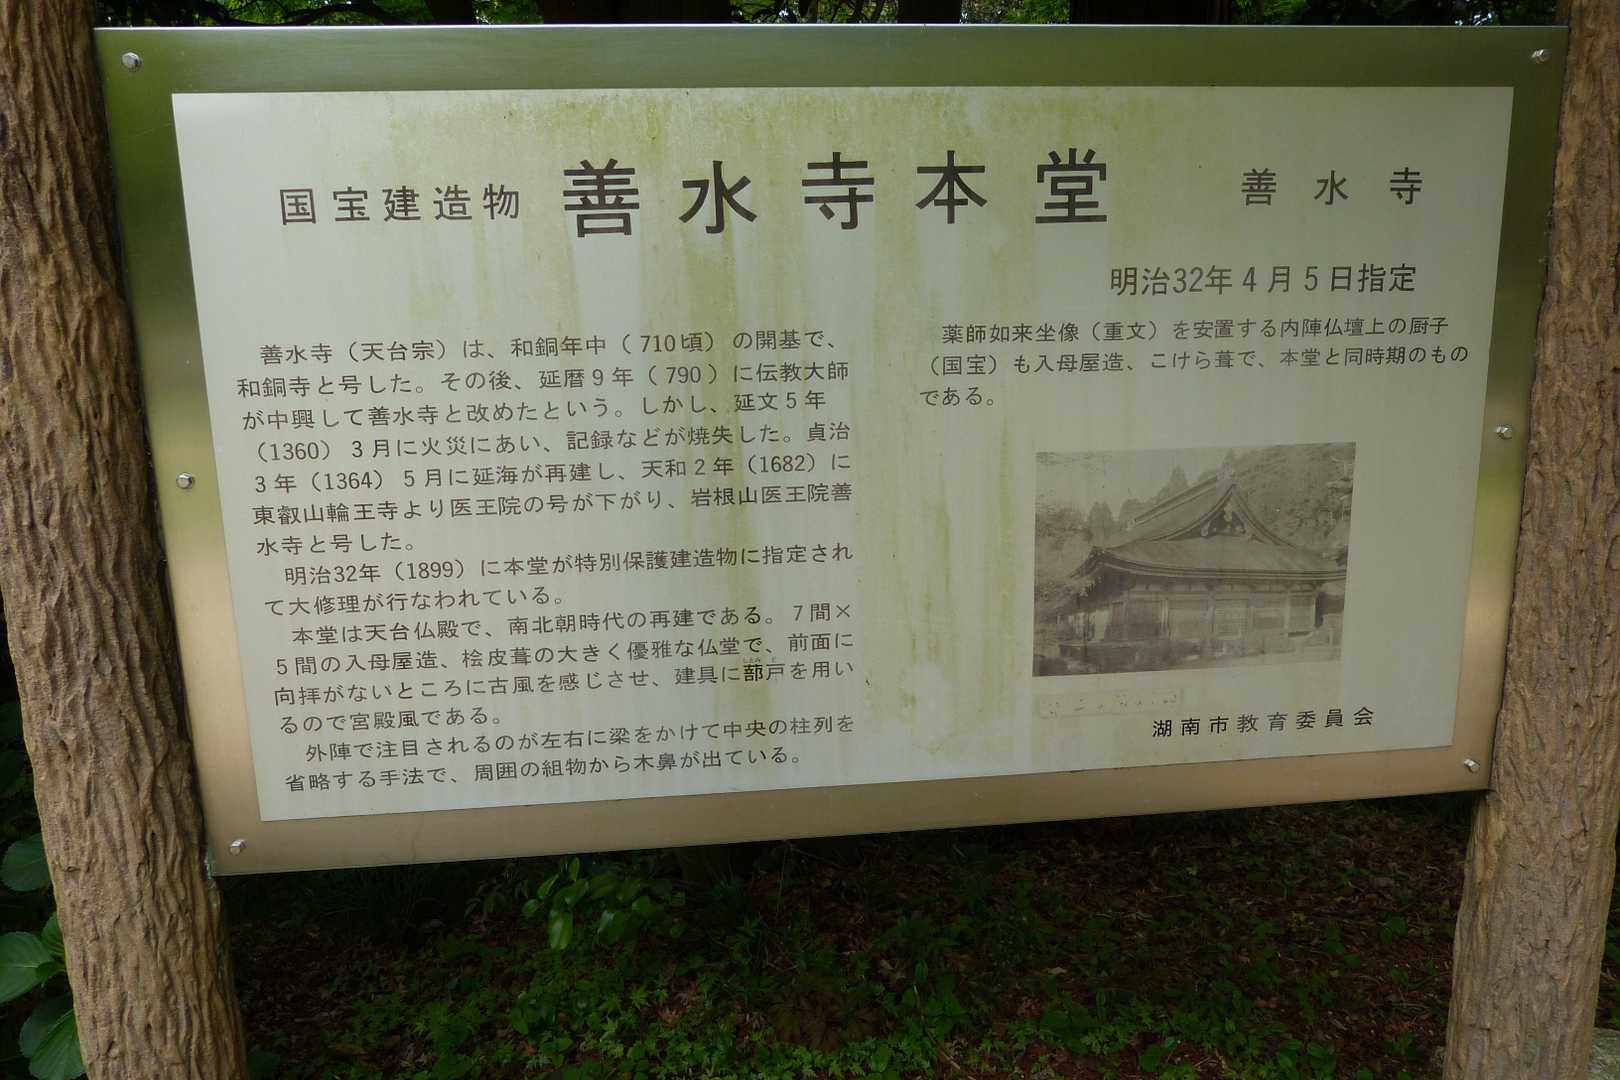 国宝建造物 善水寺本堂 善水寺
明治32年4月5日指定
善水寺（天台宗）は、和銅年中（710頃）の開基で、
和銅寺と号した。その後、延暦9年（790）に伝教大師
が中興して善水寺と改めたという。しかし、延文5年
（1360）3月に火災にあい、記録などが焼失した。貞治
3年（1364）5月に延海が再建し、天和2年（1682）に
東叡山輪王寺より医王院の号が下がり、岩根山医王院善
水寺と号した。
明治32年（1899）に本堂が特別保護建造物に指定され
て大修理が行なわれている。
本堂は天台仏殿で、南北朝時代の再建である。7間×
5間の入母屋造、桧皮葺の大きく優雅な仏堂で、前面に
向拝がないところに古風を感じさせ、建具に蔀戸を用い
るので宮殿風である。
外陣で注目されるのが左右に梁をかけて中央の柱列を
省略する手法で、周囲の組物から木鼻が出ている。
薬師如来坐像（重文）を安置する内陣仏壇上の厨子
（国宝）も入母屋造、こけら葺で、本堂と同時期のもの
である。
湖南市教育委員会